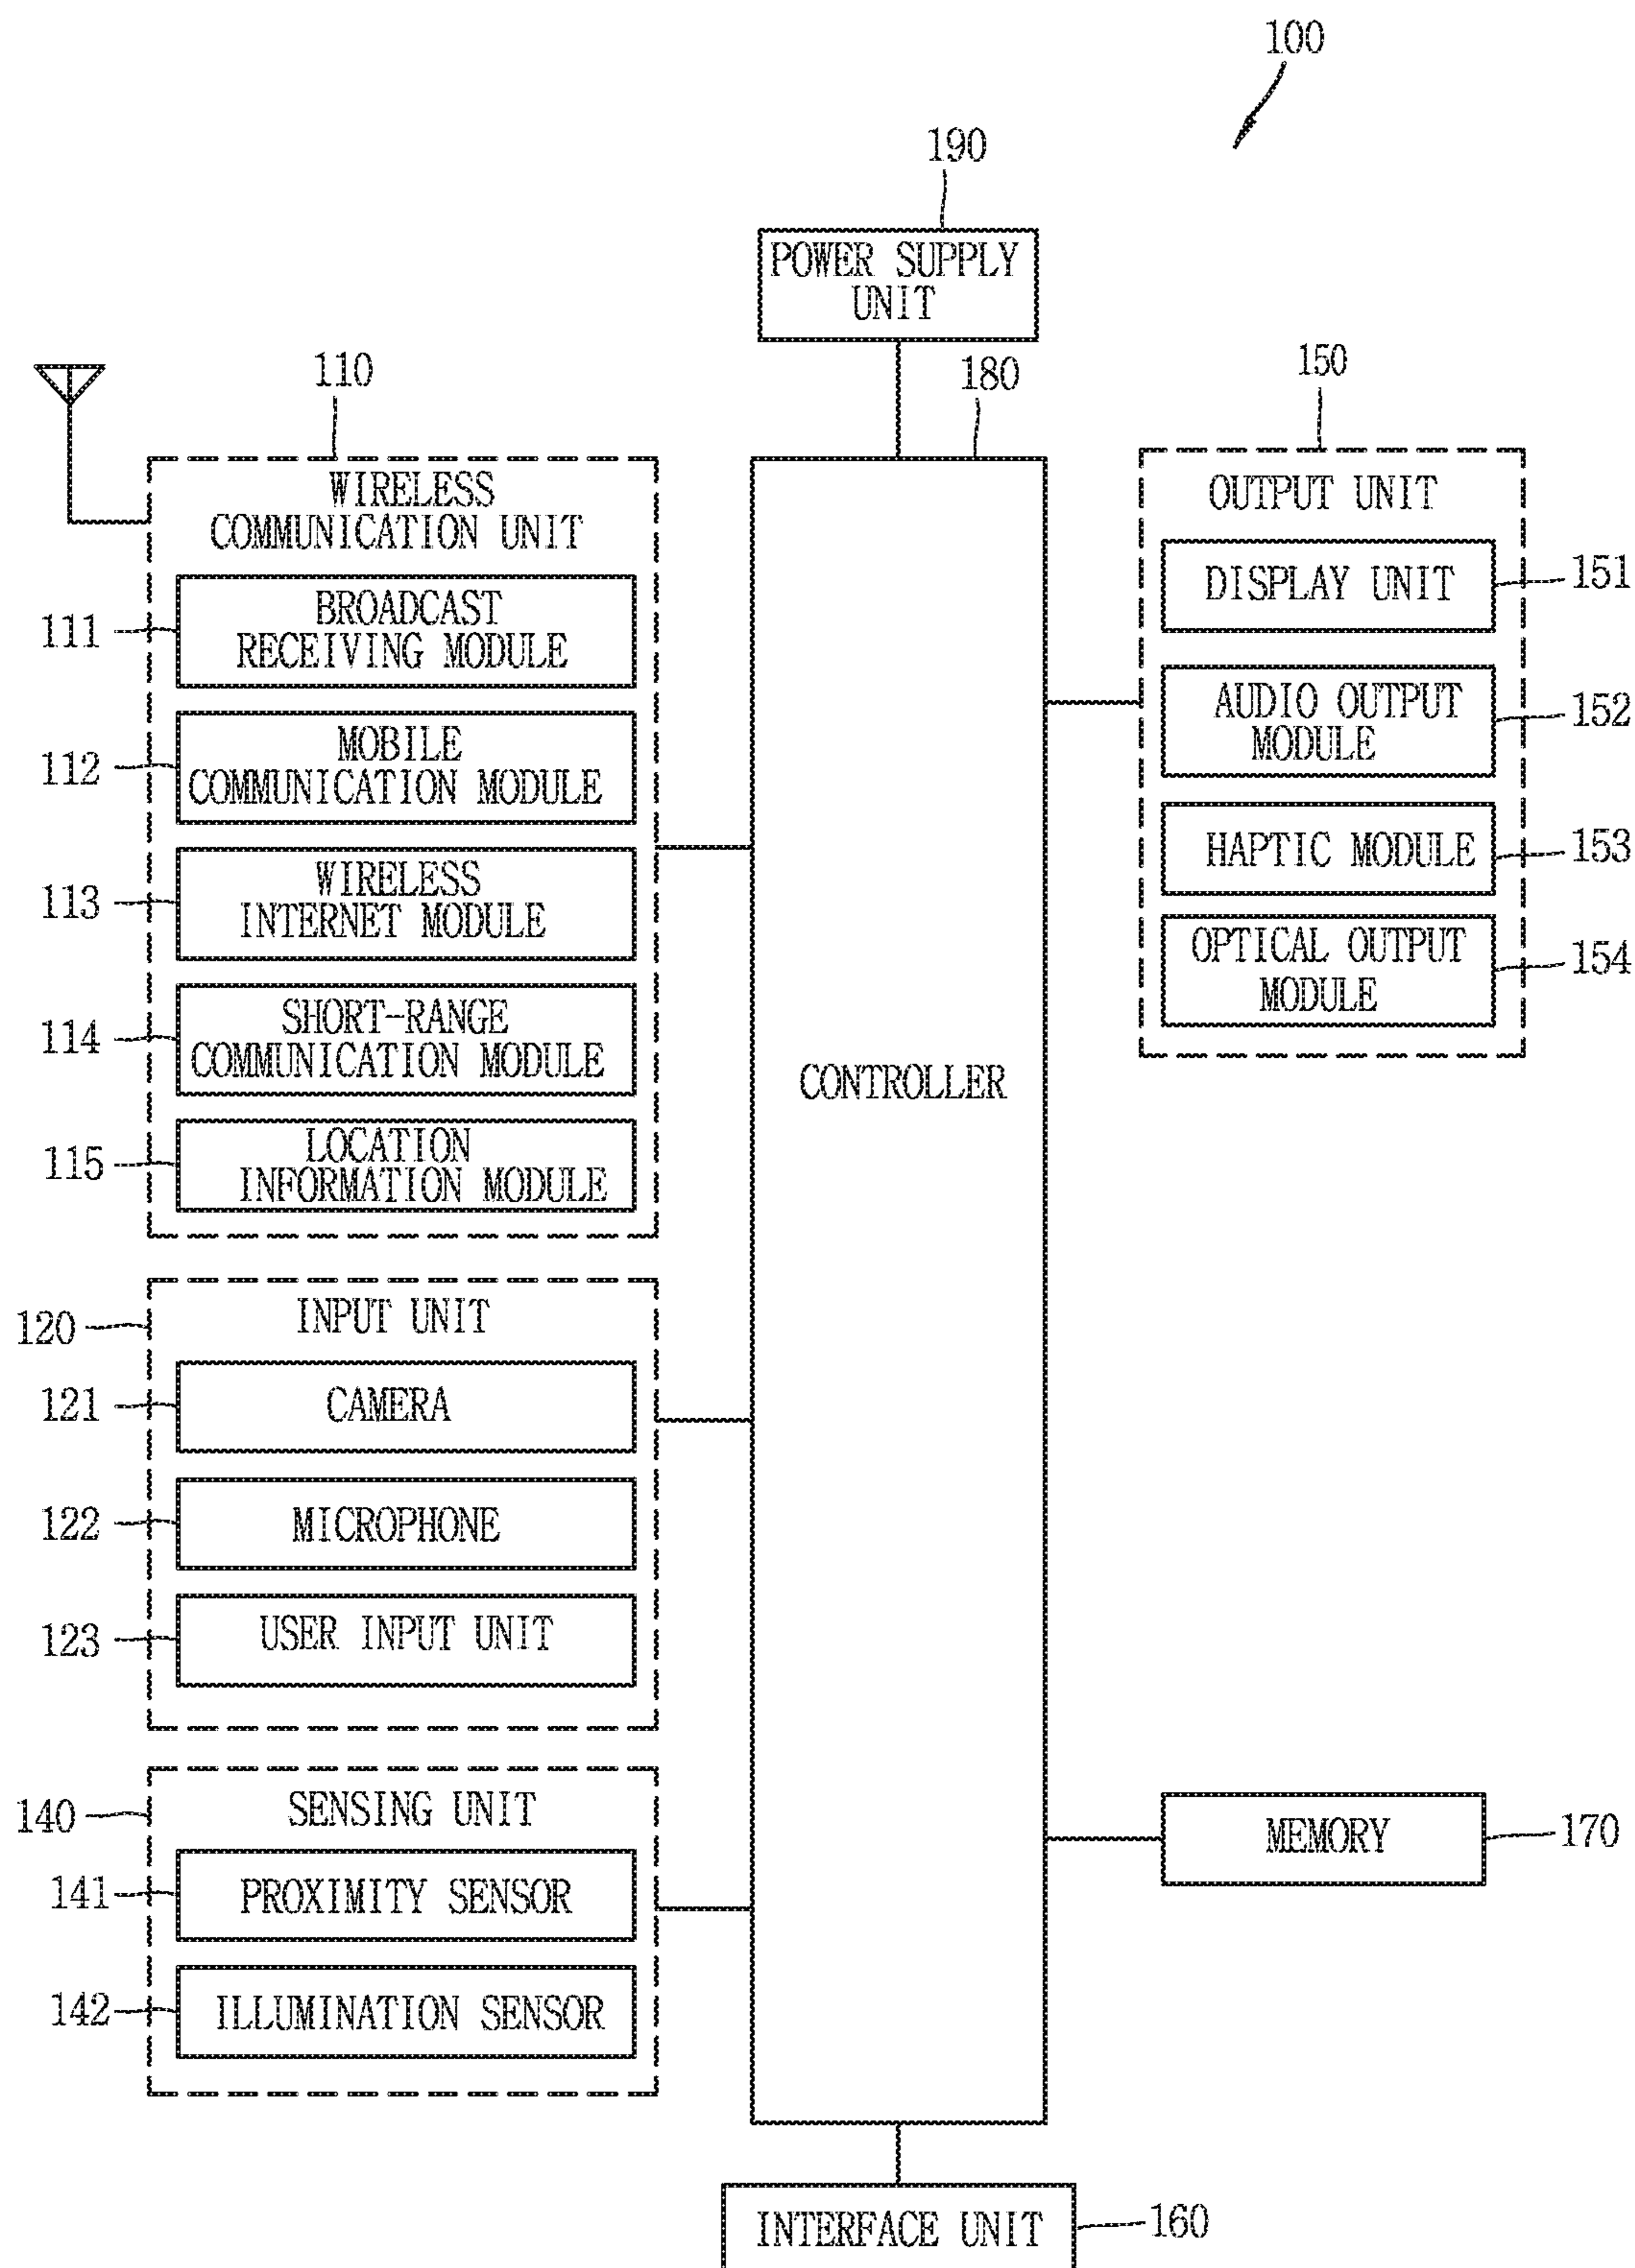 100
190
POWER SUPPLY
UNIT
110
180
150
WIRELESS
COMMUNICATION UNIT
111
BROADCAST
RECEIVING MODULE
112
MOBILE
COMMUNICATION MODULE
113
WIRELESS
INTERNET MODULE
114
SHORT-RANGE
COMMUNICATION MODULE
115
LOCATION
INFORMATION MODULE
120
INPUT UNIT
121
CAMERA
122
MICROPHONE
123
USER INPUT UNIT
140
SENSING UNIT
141
PROXIMITY SENSOR
142
ILLUMINATION SENSOR
CONTROLLER
OUTPUT UNIT
DISPLAY UNIT
151
AUDIO OUTPUT
MODULE
152
HAPTIC MODULE
153
OPTICAL OUTPUT
MODULE
154
MEMORY
170
INTERFACE UNIT
160